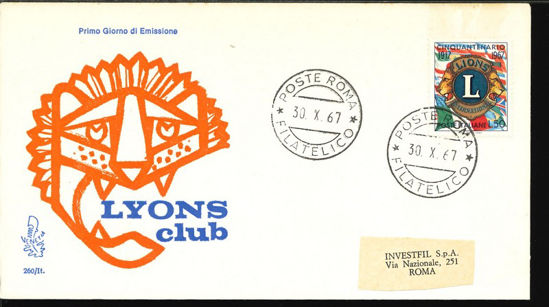 Primo Giorno di Emissione
LYONS
club
260/It.
POSTE ROMA
30. X. 67
FILATELICO
CINQUANTENARIO
1917 1967
LIONS
L
INTERNATIONAL
POSTE ITALIANE L.50
POSTE ROMA
30. X. 67
FILATELICO
INVESTFIL S.p.A.
Via Nazionale, 251
ROMA